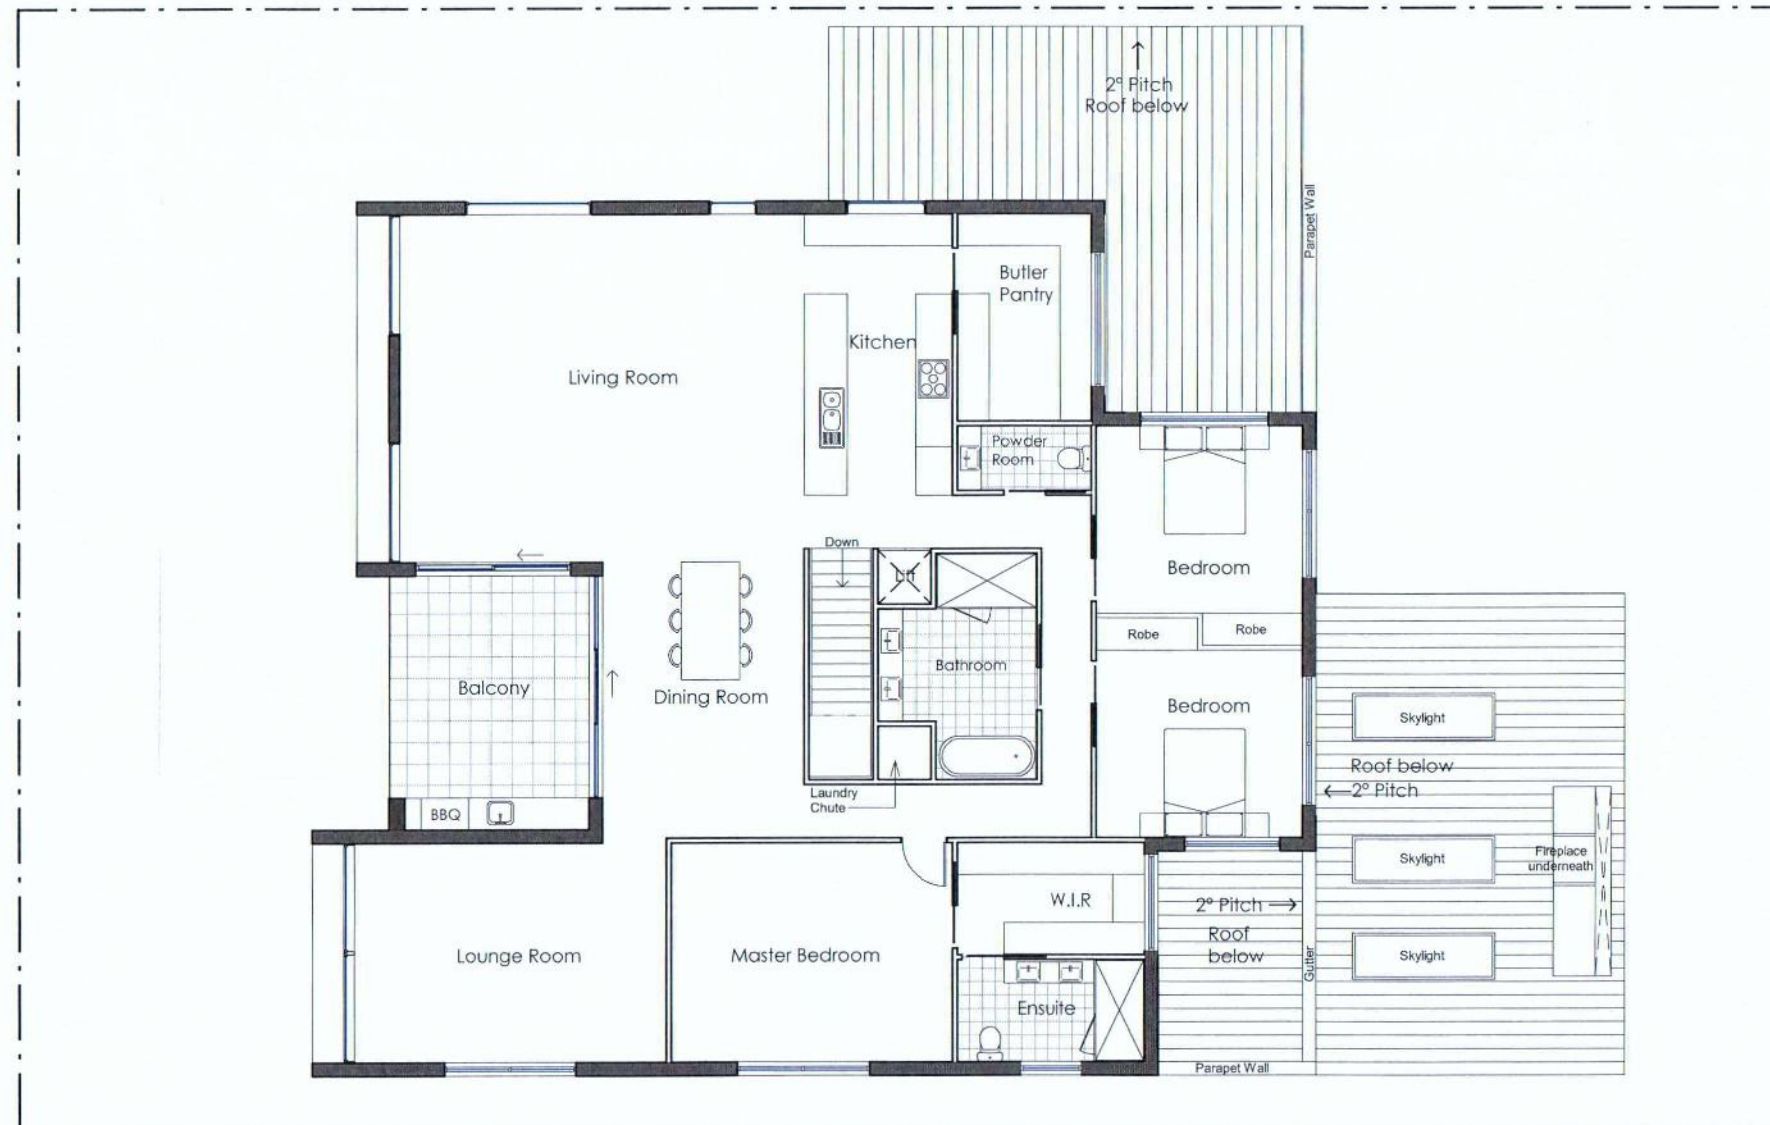 2° Pitch
Roof below
Parapet Wall
Butler
Pantry
Kitchen
Living Room
Powder
Room
Down
Lift
Bedroom
Robe
Robe
Bathroom
Balcony
Dining Room
Bedroom
Skylight
Roof below
2° Pitch
Laundry
Chute
BBQ
Skylight
Fireplace
underneath
W.I.R
2° Pitch
Roof
below
Lounge Room
Master Bedroom
Skylight
Gutter
Ensuite
Parapet Wall